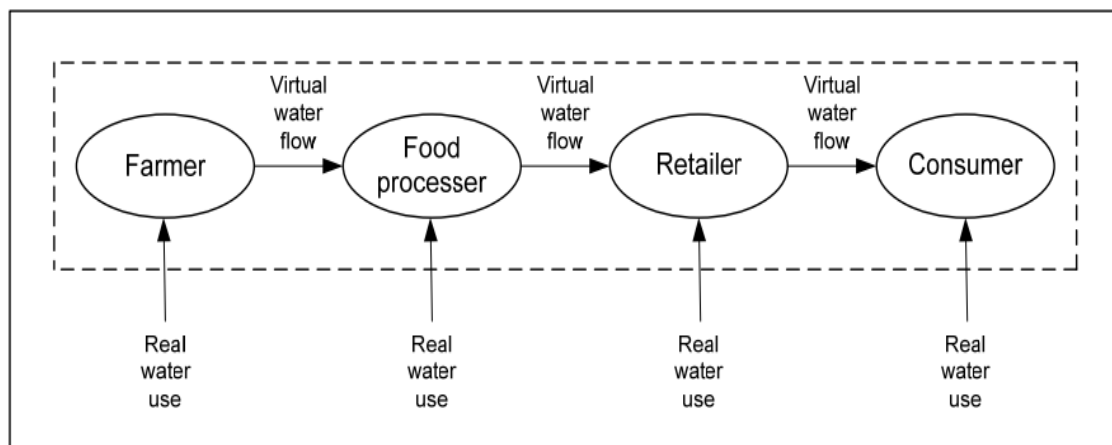 Virtual
water
flow
Virtual
water
flow
Virtual
water
flow
Farmer
Food
processer
Retailer
Consumer
Real
water
use
Real
water
use
Real
water
use
Real
water
use